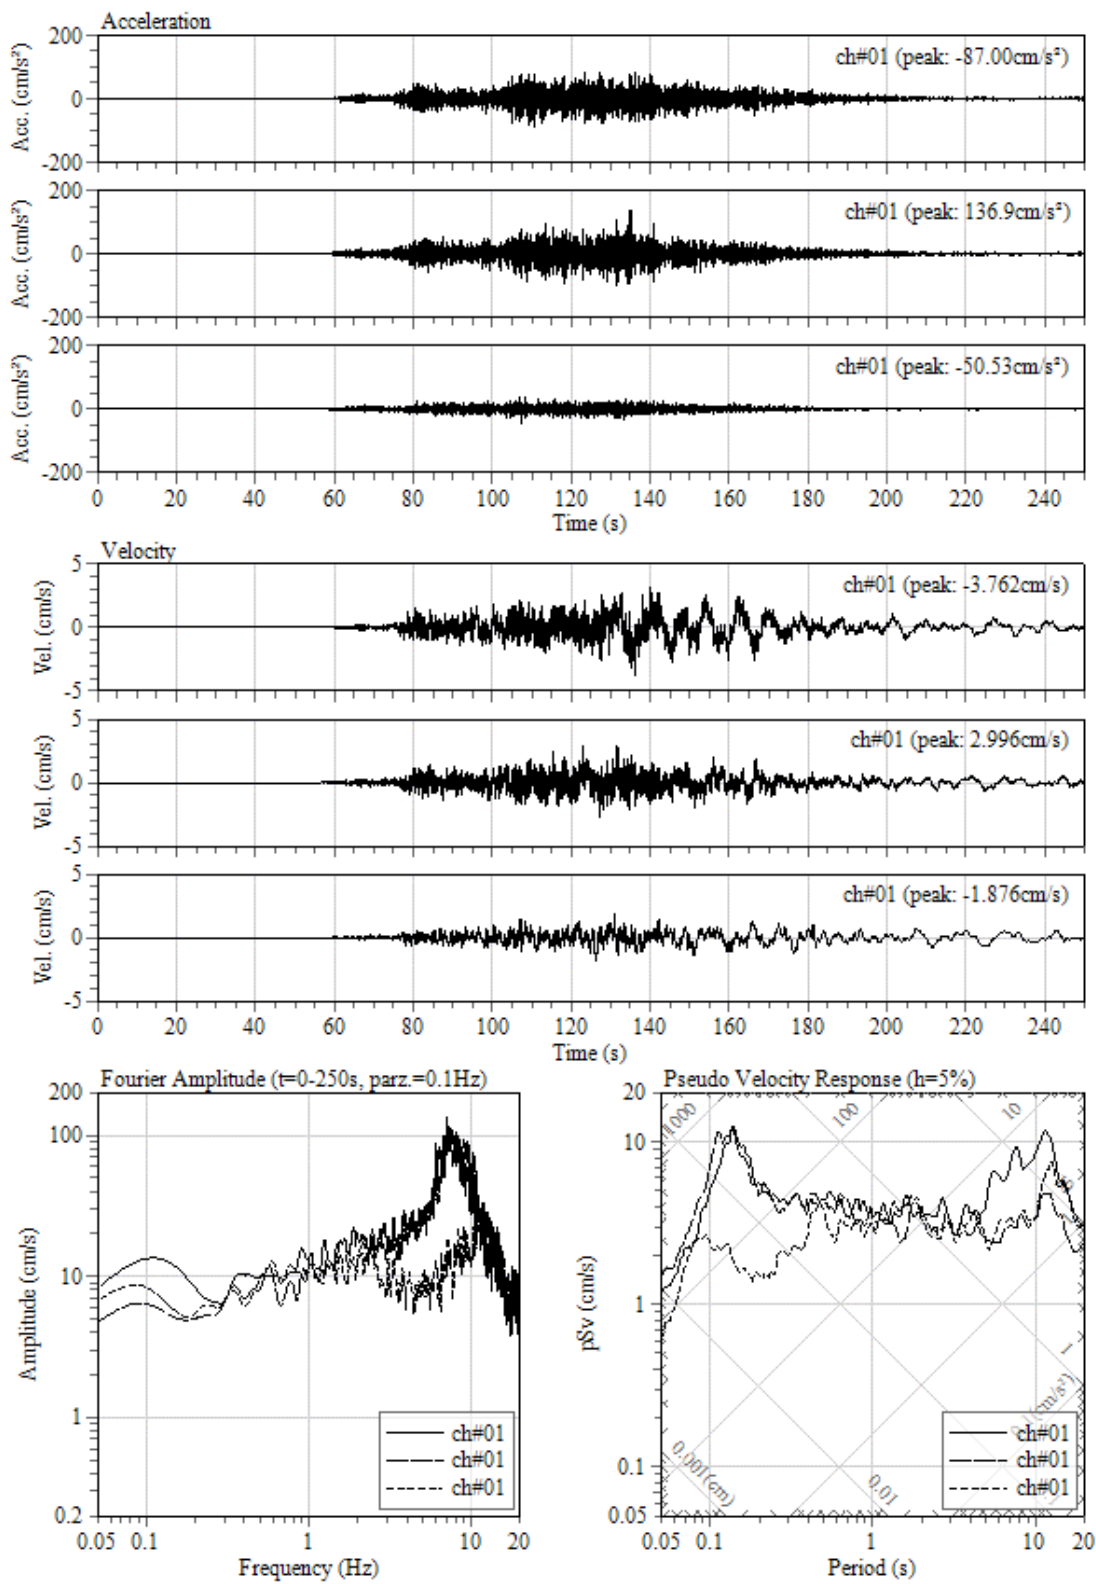 Acceleration
200
0
-200
Acc. (cm/s²)
ch#01 (peak: -87.00cm/s²)
200
0
-200
Acc. (cm/s²)
ch#01 (peak: 136.9cm/s²)
200
0
-200
Acc. (cm/s²)
ch#01 (peak: -50.53cm/s²)
0 20 40 60 80 100 120 140 160 180 200 220 240
Time (s)
Velocity
5
0
-5
Vel. (cm/s)
ch#01 (peak: -3.762cm/s)
5
0
-5
Vel. (cm/s)
ch#01 (peak: 2.996cm/s)
5
0
-5
Vel. (cm/s)
ch#01 (peak: -1.876cm/s)
0 20 40 60 80 100 120 140 160 180 200 220 240
Time (s)
Fourier Amplitude (t=0-250s, parz.=0.1Hz)
200
100
10
1
0.2
Amplitude (cm/s)
ch#01
ch#01
ch#01
0.05 0.1 1 10 20
Frequency (Hz)
Pseudo Velocity Response (h=5%)
20
10
1
0.1
0.05
pSv (cm/s)
1000
100
10
1
0.1(cm/s²)
0.001(cm)
0.01
ch#01
ch#01
ch#01
0.05 0.1 1 10 20
Period (s)